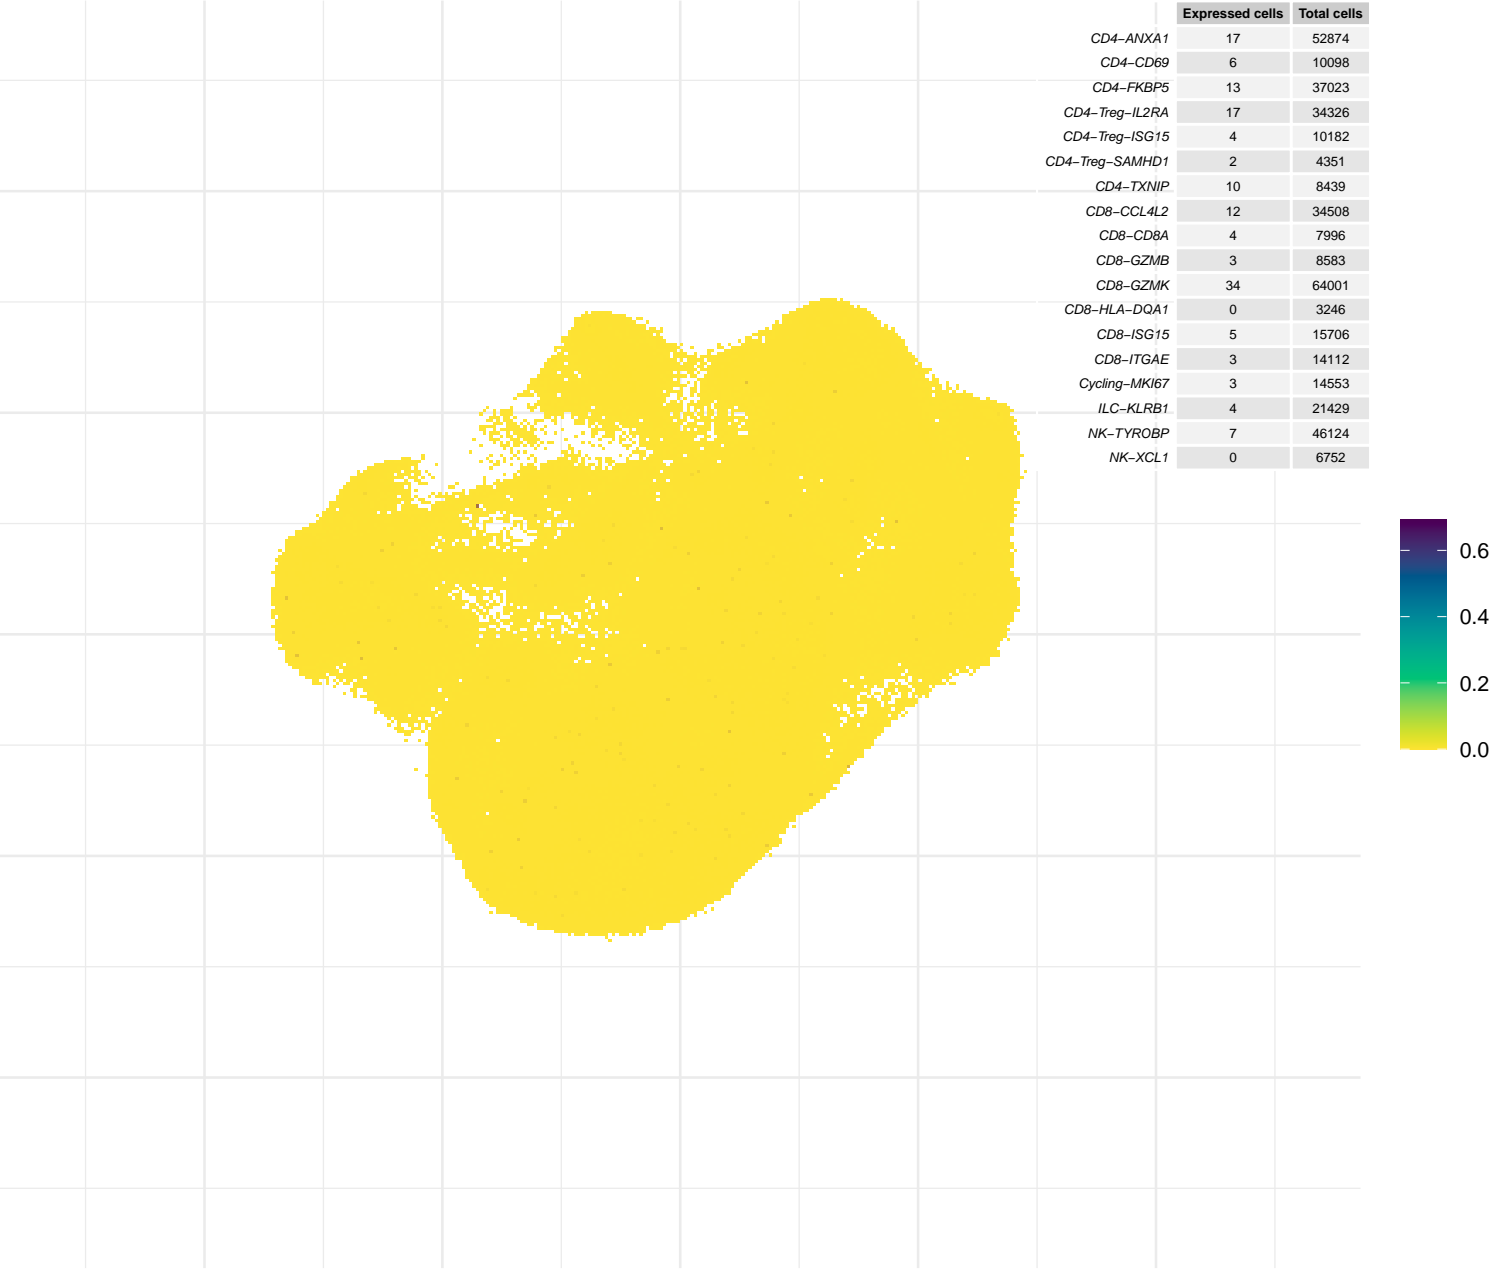 Expressed cells Total cells
CD4−ANXA1 17 52874
CD4−CD69 6 10098
CD4−FKBP5 13 37023
CD4−Treg−IL2RA 17 34326
CD4−Treg−ISG15 4 10182
CD4−Treg−SAMHD1 2 4351
CD4−TXNIP 10 8439
CD8−CCL4L2 12 34508
CD8−CD8A 4 7996
CD8−GZMB 3 8583
CD8−GZMK 34 64001
CD8−HLA−DQA1 0 3246
CD8−ISG15 5 15706
CD8−ITGAE 3 14112
Cycling−MKI67 3 14553
ILC−KLRB1 4 21429
NK−TYROBP 7 46124
NK−XCL1 0 6752
0.6
0.4
0.2
0.0